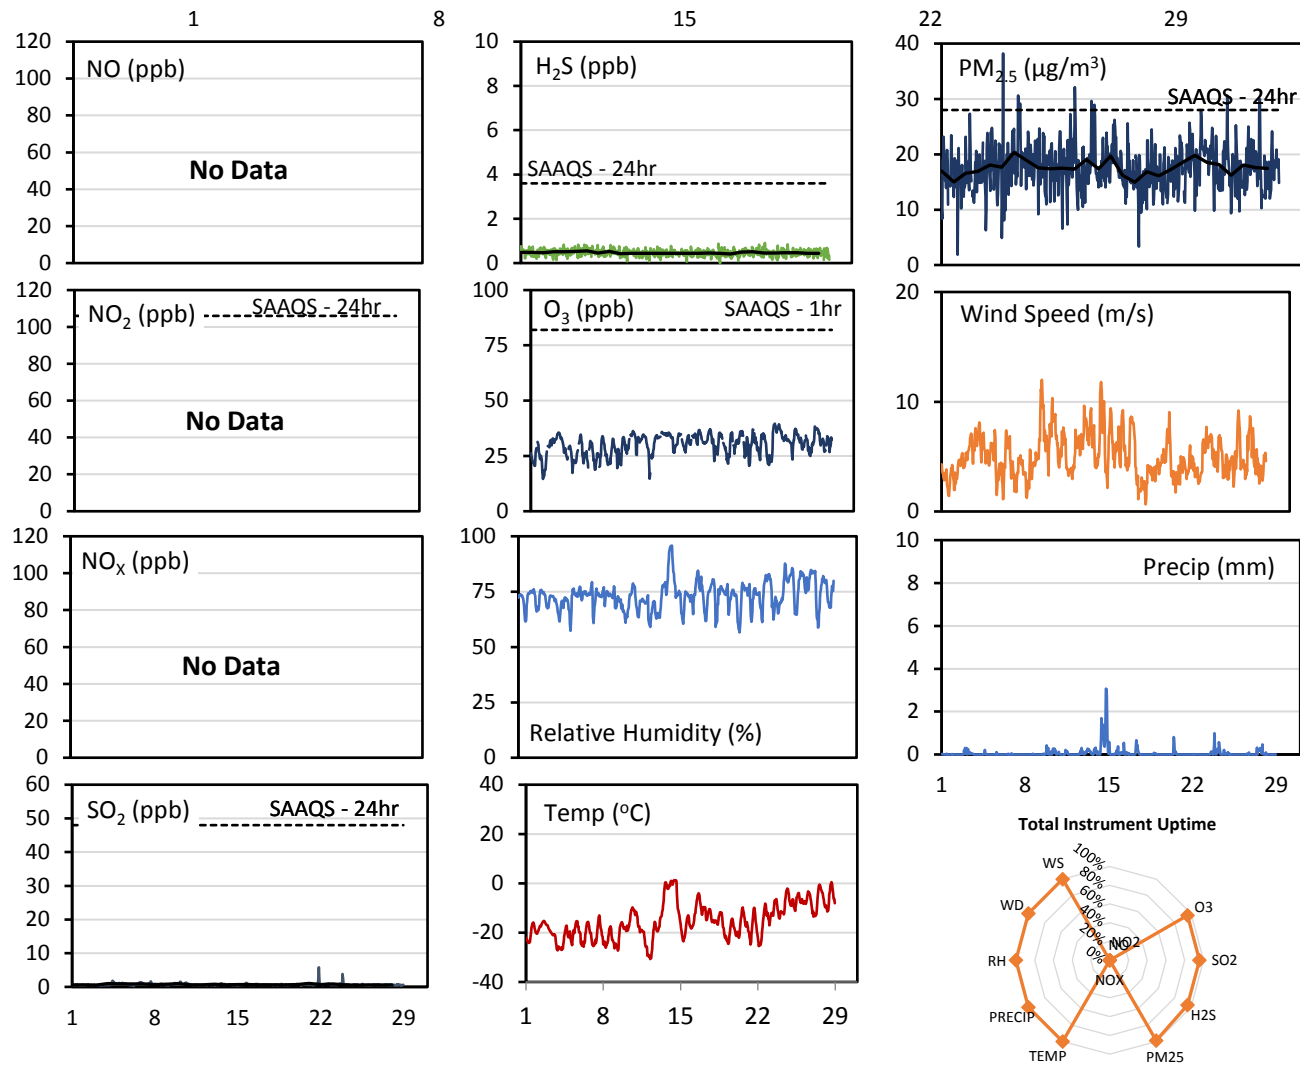 1 8 15 22 29
120
100
80
60
40
20
0
NO (ppb)
No Data
10
8
6
4
2
0
H₂S (ppb)
SAAQS - 24hr
40
30
20
10
0
PM₂.₅ (µg/m³)
SAAQS - 24hr
120
100
80
60
40
20
0
NO₂ (ppb)
SAAQS - 24hr
No Data
100
75
50
25
0
O₃ (ppb)
SAAQS - 1hr
20
10
0
Wind Speed (m/s)
120
100
80
60
40
20
0
NOX (ppb)
No Data
100
75
50
25
0
Relative Humidity (%)
10
8
6
4
2
0
Precip (mm)
1 8 15 22 29
60
50
40
30
20
10
0
SO₂ (ppb)
SAAQS - 24hr
1 8 15 22 29
40
20
0
-20
-40
Temp (°C)
1 8 15 22 29
Total Instrument Uptime
100%
80%
60%
40%
20%
0%
NO
NO2
O3
SO2
H2S
PM25
NOX
TEMP
PRECIP
RH
WD
WS